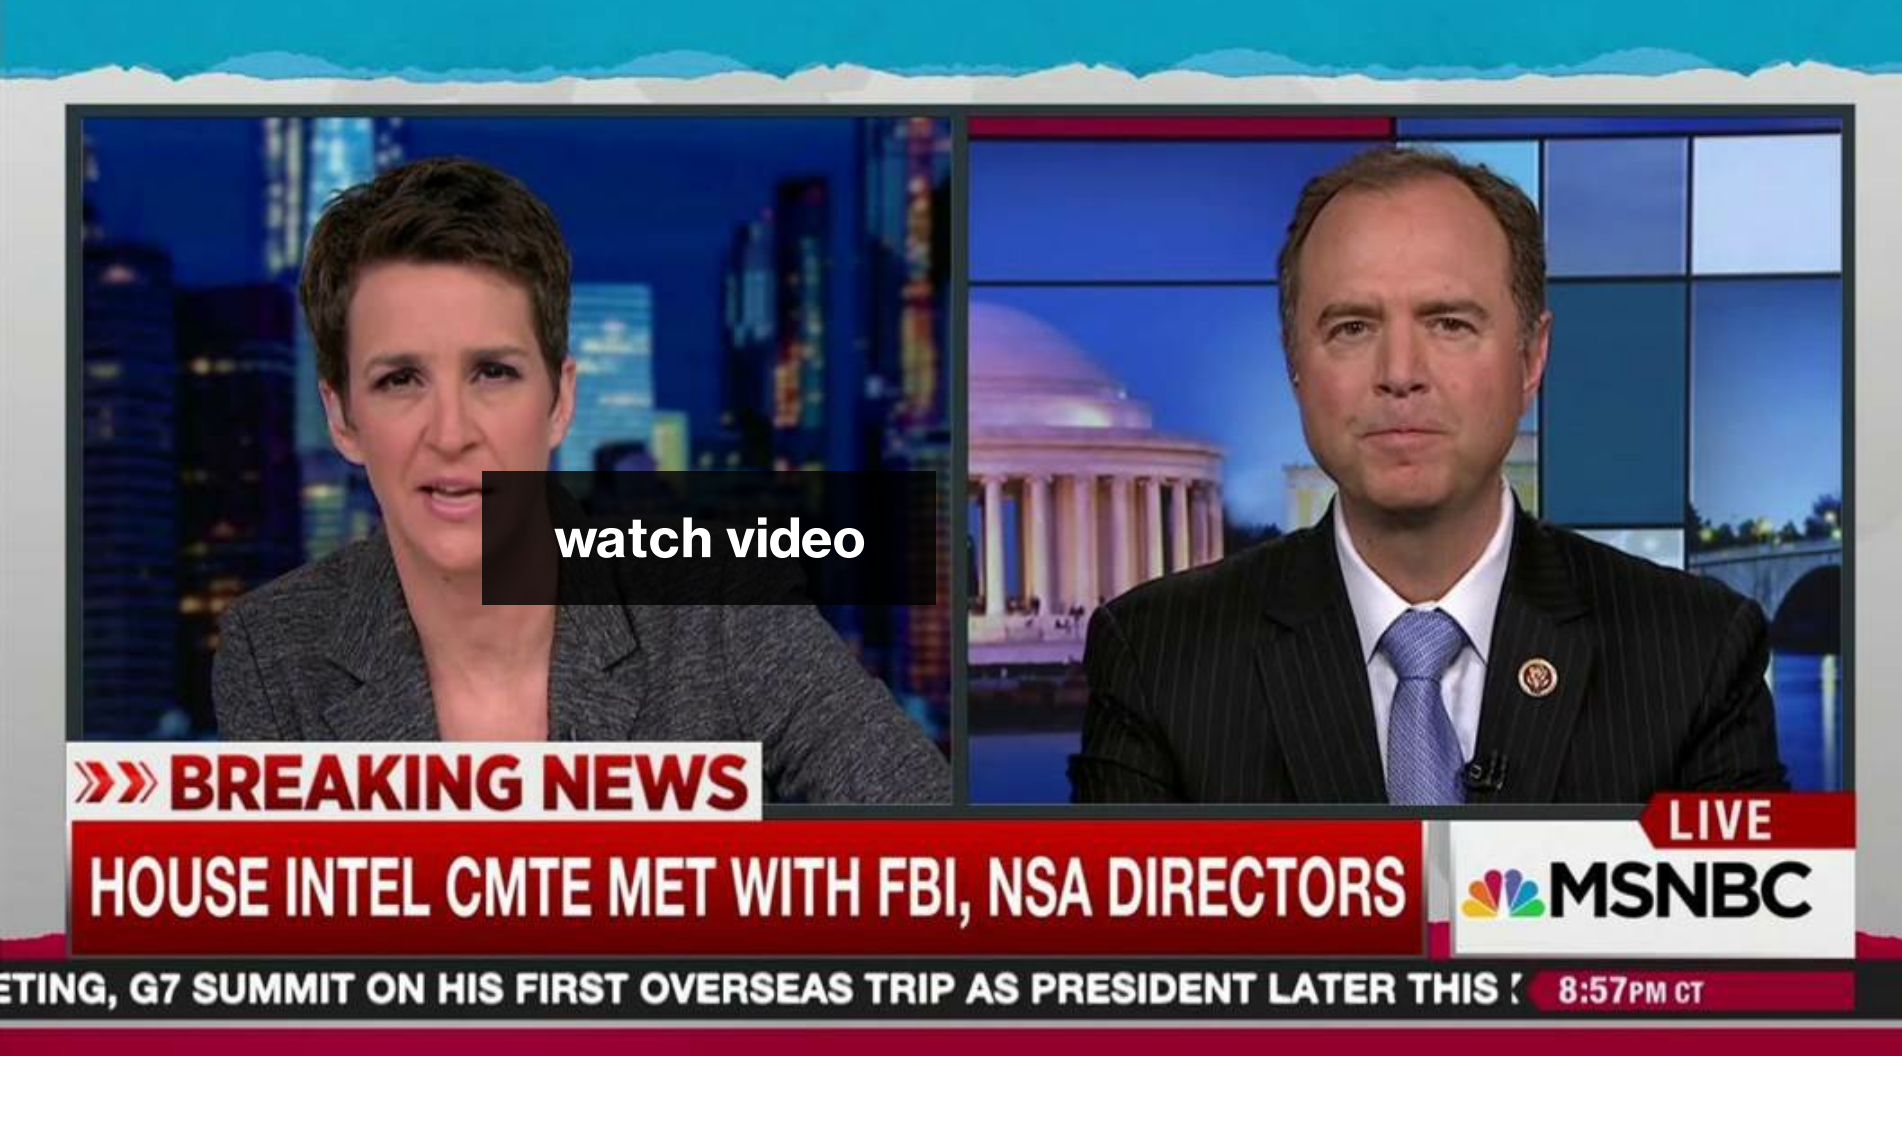 watch video
BREAKING NEWS
HOUSE INTEL CMTE MET WITH FBI, NSA DIRECTORS
LIVE
MSNBC
ETING, G7 SUMMIT ON HIS FIRST OVERSEAS TRIP AS PRESIDENT LATER THIS
8:57PM CT